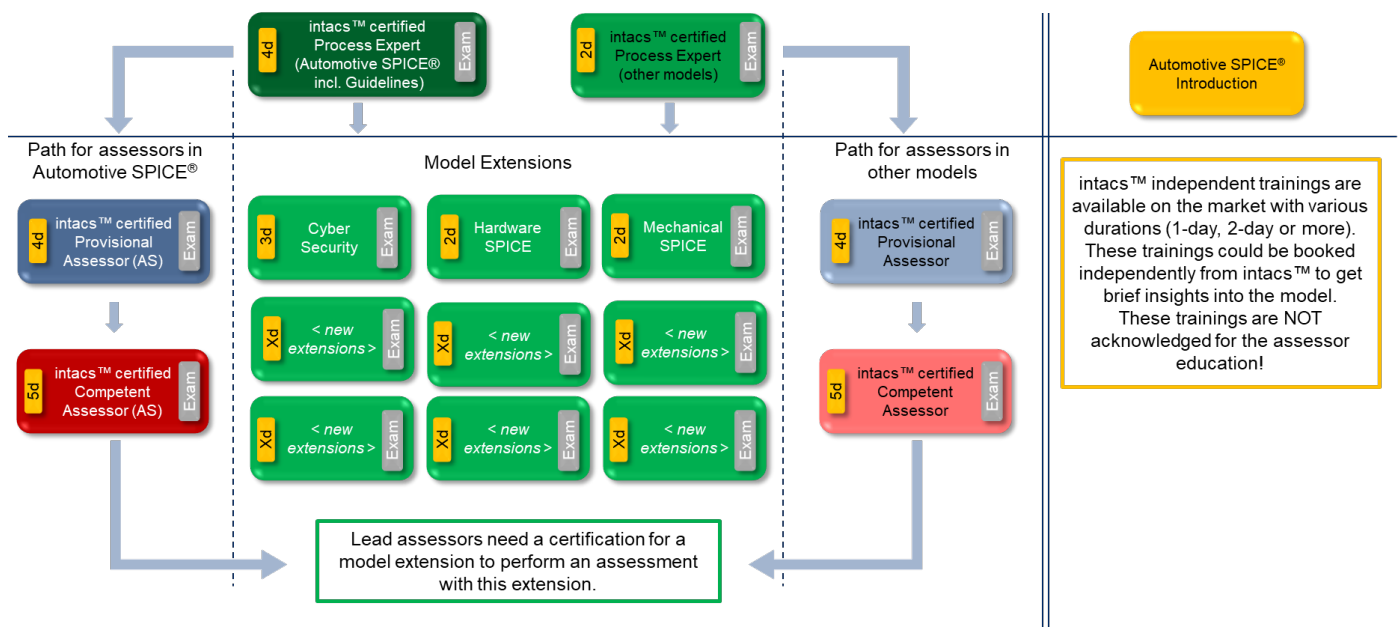 4d
intacs™ certified
Process Expert
(Automotive SPICE®
incl. Guidelines)
Exam
2d
intacs™ certified
Process Expert
(other models)
Exam
Automotive SPICE®
Introduction
Path for assessors in
Automotive SPICE®
Model Extensions
Path for assessors in
other models
4d
intacs™ certified
Provisional
Assessor (AS)
Exam
3d
Cyber
Security
Exam
2d
Hardware
SPICE
Exam
2d
Mechanical
SPICE
Exam
4d
intacs™ certified
Provisional
Assessor
Exam
intacs™ independent trainings are
available on the market with various
durations (1-day, 2-day or more).
These trainings could be booked
independently from intacs™ to get
brief insights into the model.
These trainings are NOT
acknowledged for the assessor
education!
Xd
< new
extensions >
Exam
Xd
< new
extensions >
Exam
Xd
< new
extensions >
Exam
5d
intacs™ certified
Competent
Assessor (AS)
Exam
5d
intacs™ certified
Competent
Assessor
Exam
Xd
< new
extensions >
Exam
Xd
< new
extensions >
Exam
Xd
< new
extensions >
Exam
Lead assessors need a certification for a
model extension to perform an assessment
with this extension.